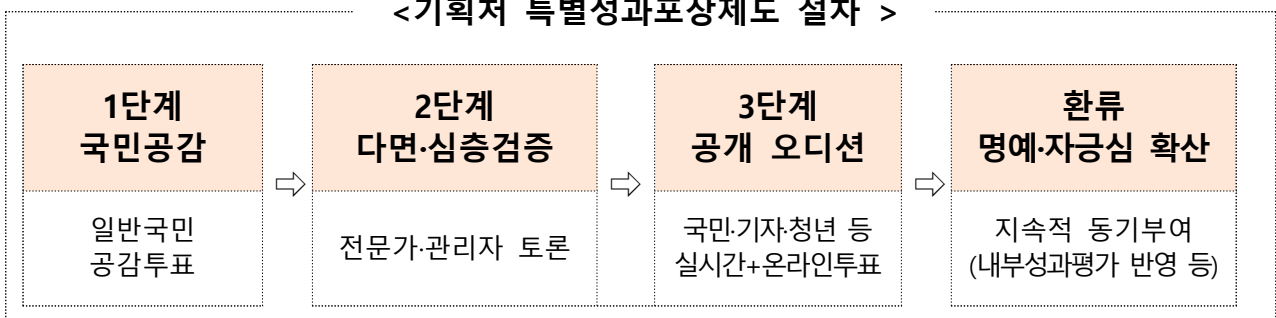 <기획처 특별성과포상제도 절차 >
1단계
국민공감
일반국민
공감투표
⇨
2단계
다면·심층검증
전문가·관리자 토론
⇨
3단계
공개 오디션
국민·기자·청년 등
실시간+온라인투표
⇨
환류
명예·자긍심 확산
지속적 동기부여
(내부성과평가 반영 등)